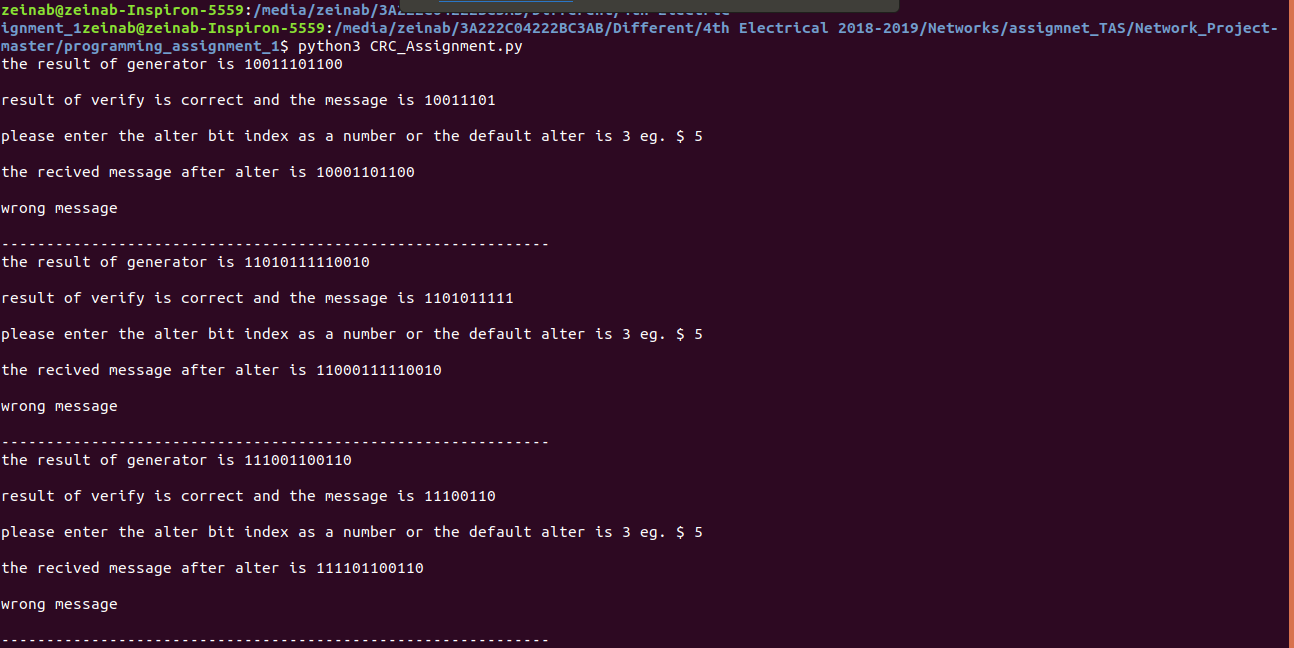 zeinab@zeinab-Inspiron-5559:/media/zeinab/
ignment_1zeinab@zeinab-Inspiron-5559:/media/zeinab/3A222C04222BC3AB/Different/4th Electrical 2018-2019/Networks/assigmnet_TAS/Network_Project-
master/programming_assignment_1$ python3 CRC_Assignment.py
the result of generator is 10011101100
result of verify is correct and the message is 10011101
please enter the alter bit index as a number or the default alter is 3 eg. $ 5
the recived message after alter is 10001101100
wrong message
-------------------------------------------------------------
the result of generator is 11010111110010
result of verify is correct and the message is 1101011111
please enter the alter bit index as a number or the default alter is 3 eg. $ 5
the recived message after alter is 11000111110010
wrong message
-------------------------------------------------------------
the result of generator is 111001100110
result of verify is correct and the message is 11100110
please enter the alter bit index as a number or the default alter is 3 eg. $ 5
the recived message after alter is 111101100110
wrong message
-------------------------------------------------------------